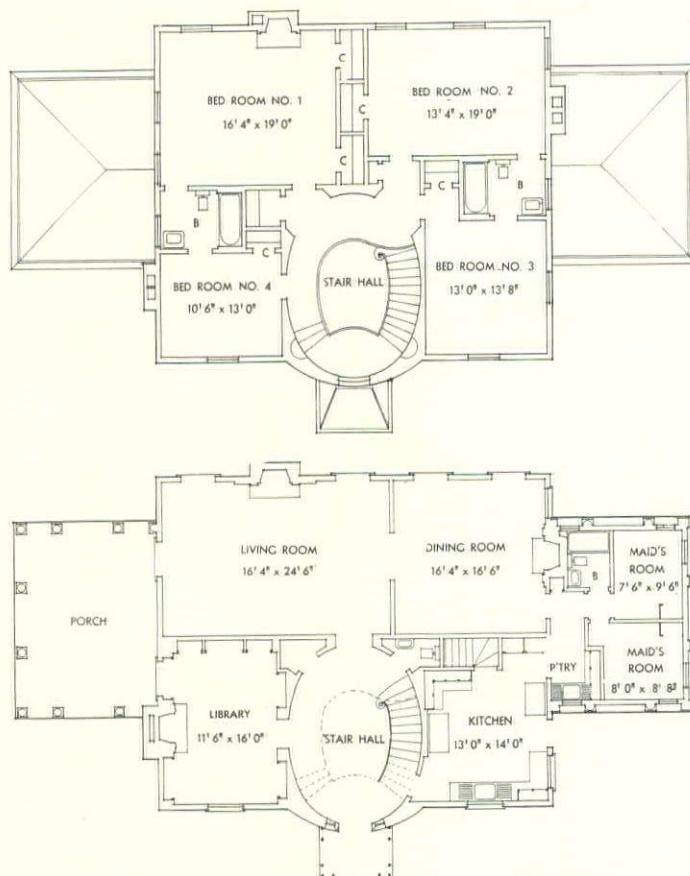 BED ROOM NO. 1
16' 4" x 19' 0"
C
C
C
BED ROOM NO. 2
13' 4" x 19' 0"
B
C
C
B
BED ROOM NO. 4
10' 6" x 13' 0"
STAIR HALL
BED ROOM NO. 3
13' 0" x 13' 8"
LIVING ROOM
16' 4" x 24' 6"
DINING ROOM
16' 4" x 16' 6"
B
MAID'S
ROOM
7' 6" x 9' 6"
PORCH
LIBRARY
11' 6" x 16' 0"
STAIR HALL
KITCHEN
13' 0" x 14' 0"
P'TRY
MAID'S
ROOM
8' 0" x 8' 8"